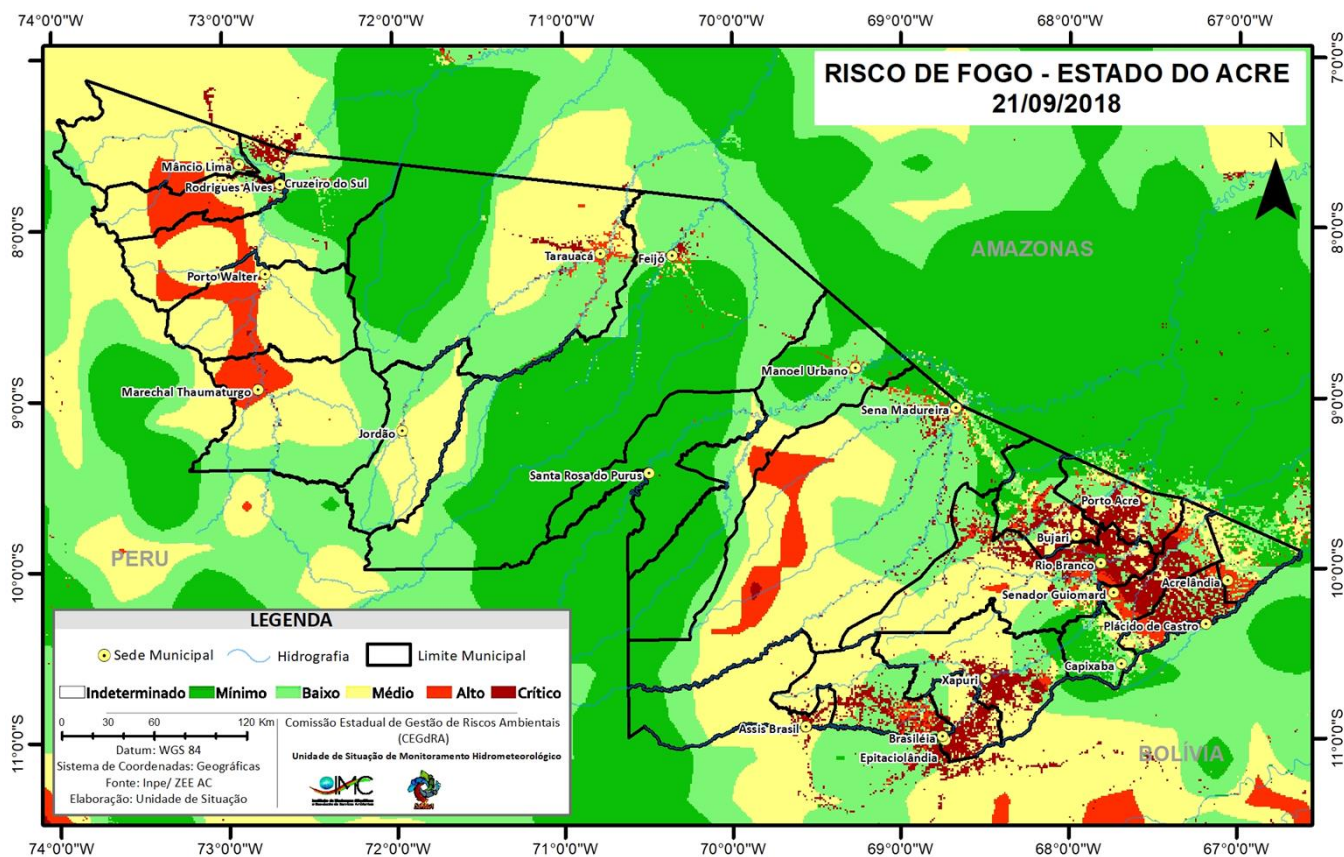 74°0'0"W
73°0'0"W
72°0'0"W
71°0'0"W
70°0'0"W
69°0'0"W
68°0'0"W
67°0'0"W
RISCO DE FOGO - ESTADO DO ACRE
21/09/2018
N
7°0'0"S
8°0'0"S
9°0'0"S
10°0'0"S
11°0'0"S
8°0'0"S
9°0'0"S
10°0'0"S
11°0'0"S
Mâncio Lima
Rodrigues Alves
Cruzeiro do Sul
AMAZONAS
Tarauacá
Feijó
Porto Walter
Manoel Urbano
Marechal Thaumaturgo
Sena Madureira
Jordão
Santa Rosa do Purus
Porto Acre
Bujari
PERU
Rio Branco
Acrelândia
Senador Guiomard
Plácido de Castro
Capixaba
Xapuri
Assis Brasil
Brasiléia
Epitaciolândia
BOLÍVIA
LEGENDA
Sede Municipal
Hidrografia
Limite Municipal
Indeterminado Mínimo Baixo Médio Alto Crítico
0 30 60 120 Km
Datum: WGS 84
Sistema de Coordenadas: Geográficas
Fonte: Inpe/ ZEE AC
Elaboração: Unidade de Situação
Comissão Estadual de Gestão de Riscos Ambientais
(CEGdRA)
Unidade de Situação de Monitoramento Hidrometeorológico
IMC
74°0'0"W
73°0'0"W
72°0'0"W
71°0'0"W
70°0'0"W
69°0'0"W
68°0'0"W
67°0'0"W